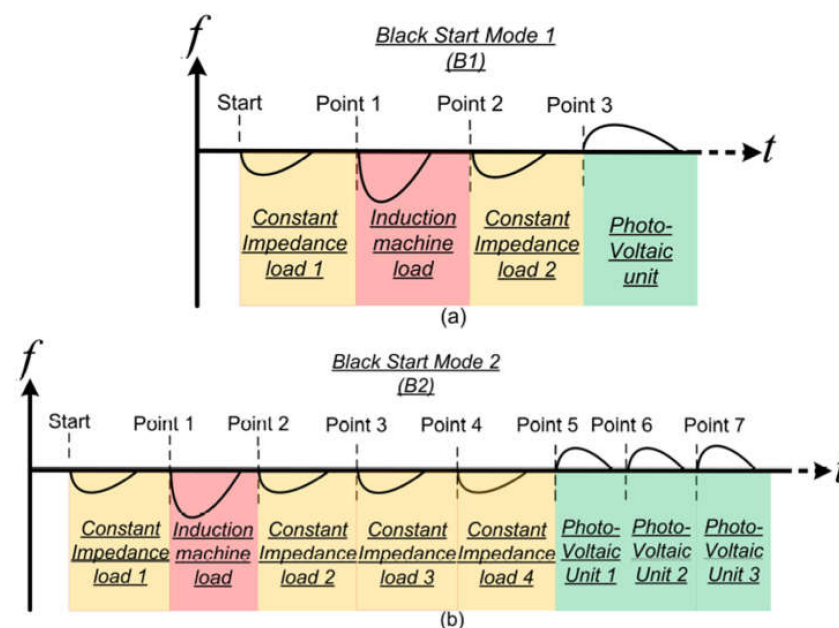 f
Black Start Mode 1
(B1)
Start
Point 1
Point 2
Point 3
t
Constant
Impedance
load 1
Induction
machine
load
Constant
Impedance
load 2
Photo-
Voltaic
unit
(a)
f
Black Start Mode 2
(B2)
Start
Point 1
Point 2
Point 3
Point 4
Point 5
Point 6
Point 7
t
Constant
Impedance
load 1
Induction
machine
load
Constant
Impedance
load 2
Constant
Impedance
load 3
Constant
Impedance
load 4
Photo-
Voltaic
Unit 1
Photo-
Voltaic
Unit 2
Photo-
Voltaic
Unit 3
(b)